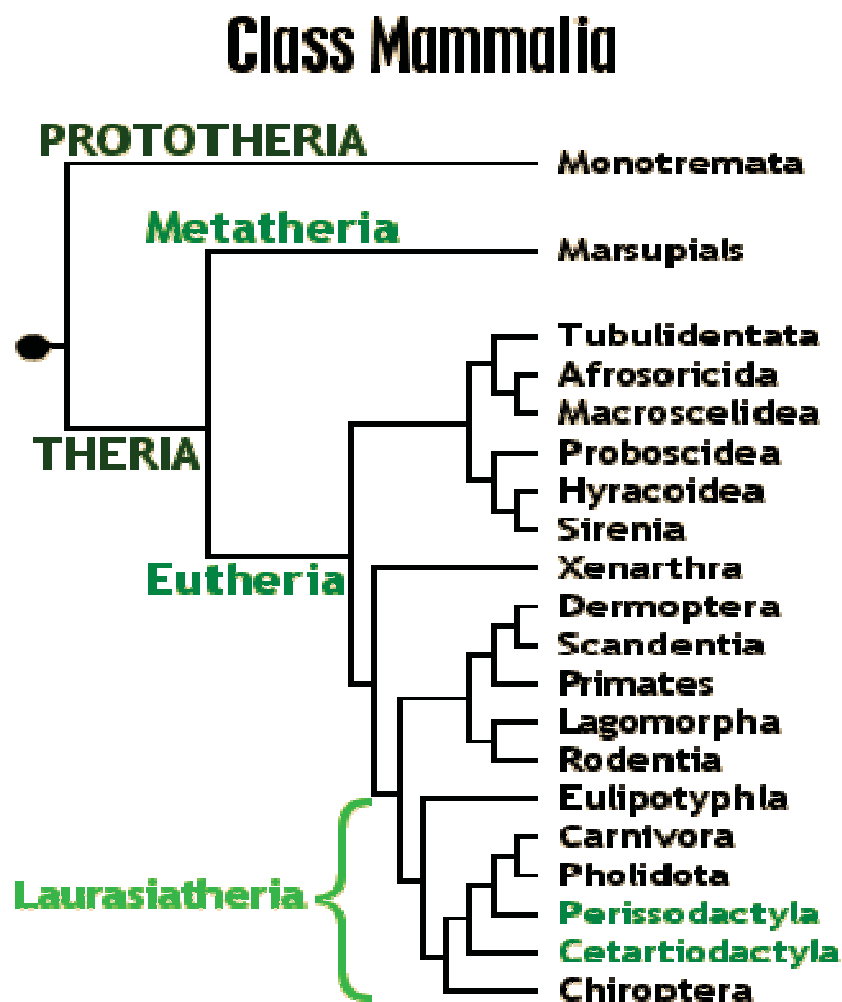 Class Mammalia
PROTOTHERIA
Monotremata
Metatheria
Marsupials
Tubulidentata
Afrosoricida
Macroscelidea
THERIA
Proboscidea
Hyracoidea
Sirenia
Eutheria
Xenarthra
Dermoptera
Scandentia
Primates
Lagomorpha
Rodentia
Eulipotyphla
Carnivora
Pholidota
Laurasiatheria
Perissodactyla
Cetartiodactyla
Chiroptera